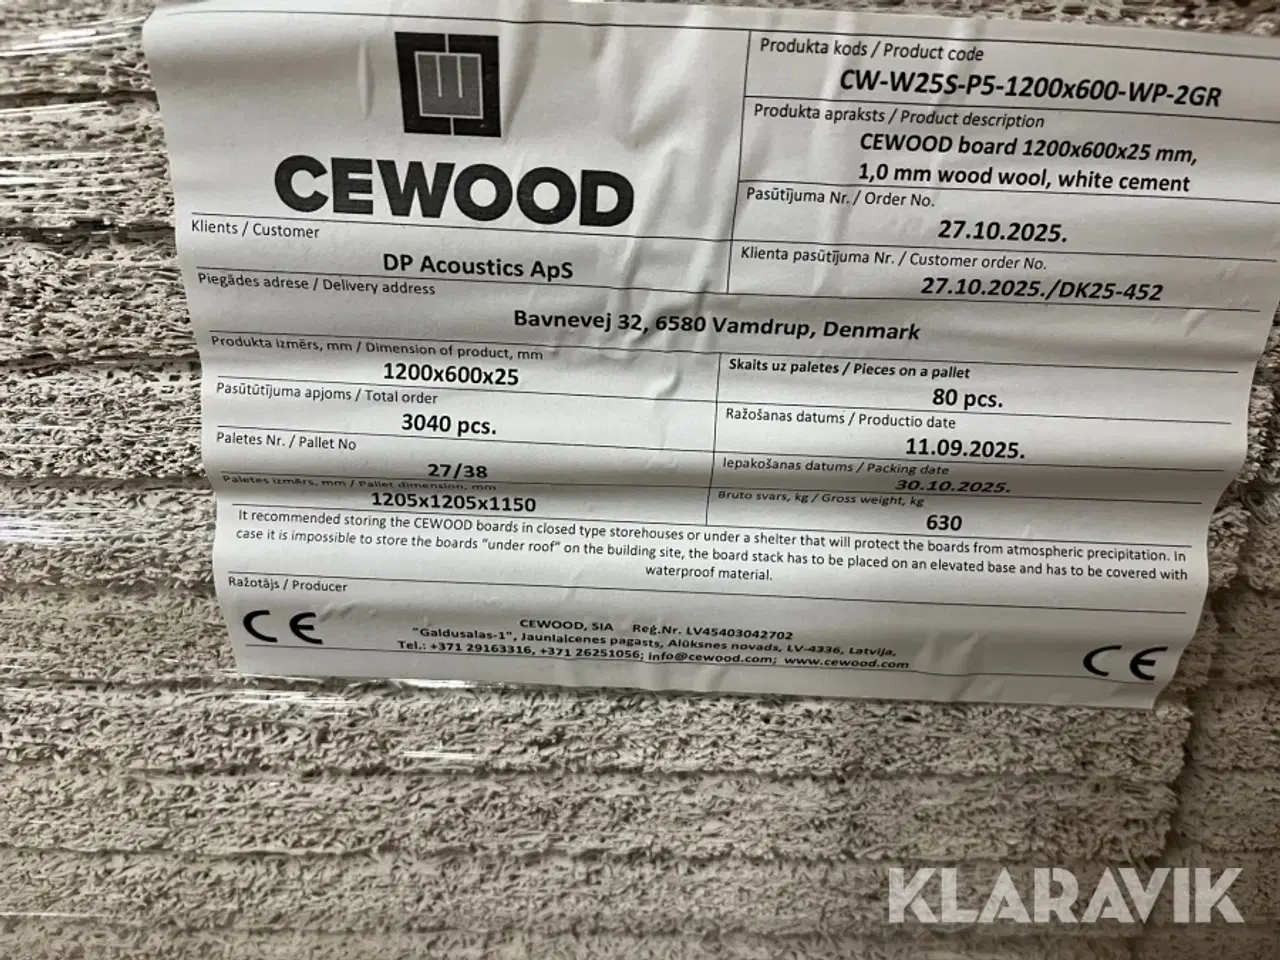 CEWOOD
Produkta kods / Product code
CW-W25S-P5-1200x600-WP-2GR
Produkta apraksts / Product description
CEWOOD board 1200x600x25 mm,
1,0 mm wood wool, white cement
Pasūtījuma Nr. / Order No.
27.10.2025.
Klienta pasūtījuma Nr. / Customer order No.
27.10.2025./DK25-452
Klients / Customer
DP Acoustics ApS
Piegādes adrese / Delivery address
Bavnevej 32, 6580 Vamdrup, Denmark
Produkta izmērs, mm / Dimension of product, mm
1200x600x25
Skaits uz paletes / Pieces on a pallet
80 pcs.
Pasūtūtījuma apjoms / Total order
3040 pcs.
Ražošanas datums / Productio date
11.09.2025.
Paletes Nr. / Pallet No
27/38
Iepakošanas datums / Packing date
30.10.2025.
Paletes izmērs, mm / Pallet dimension, mm
1205x1205x1150
Bruto svars, kg / Gross weight, kg
630
It recommended storing the CEWOOD boards in closed type storehouses or under a shelter that will protect the boards from atmospheric precipitation. In
case it is impossible to store the boards "under roof" on the building site, the board stack has to be placed on an elevated base and has to be covered with
waterproof material.
Ražotājs / Producer
CE
CEWOOD, SIA Reģ.Nr. LV45403042702
"Galdusalas-1", Jaunlaicenes pagasts, Alūksnes novads, LV-4336, Latvija.
Tel.: +371 29163316, +371 26251056; info@cewood.com; www.cewood.com
CE
KLARAVIK